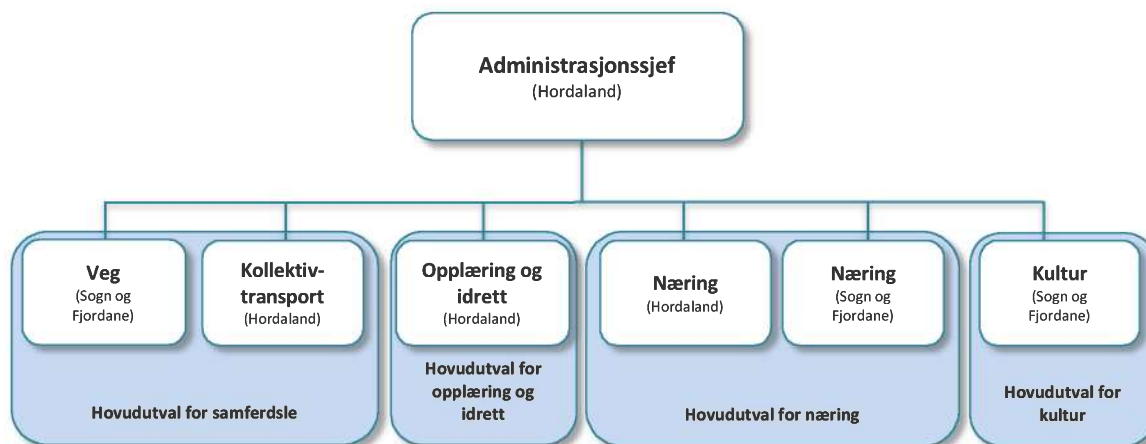 Administrasjonssjef
(Hordaland)
Veg
(Sogn og
Fjordane)
Kollektiv-
transport
(Hordaland)
Opplæring og
idrett
(Hordaland)
Næring
(Hordaland)
Næring
(Sogn og
Fjordane)
Kultur
(Sogn og
Fjordane)
Hovudutval for samferdsle
Hovudutval for
opplæring og
idrett
Hovudutval for næring
Hovudutval for
kultur